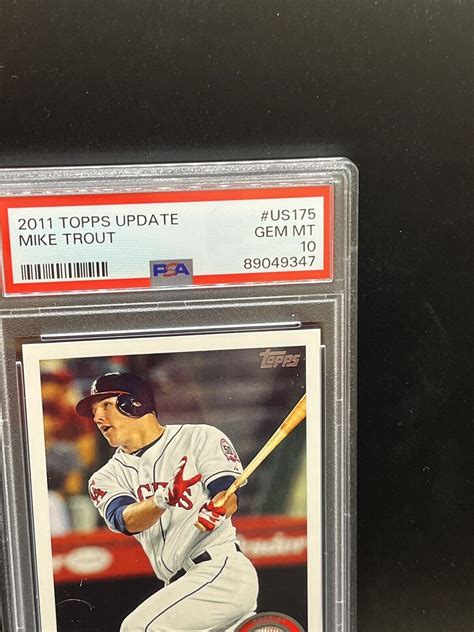 2011 TOPPS UPDATE #US175
MIKE TROUT GEM MT
10
PSA 89049347
Topps